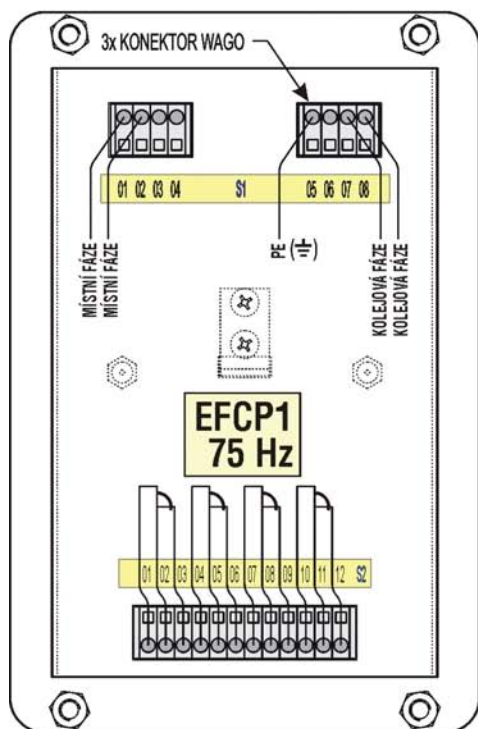 3x KONEKTOR WAGO
01 02 03 04 S1 05 06 07 08
MÍSTNÍ FÁZE
MÍSTNÍ FÁZE
PE (⏚)
KOLEJOVÁ FÁZE
KOLEJOVÁ FÁZE
EFCP1
75 Hz
01 02 03 04 05 06 07 08 09 10 11 12 S2